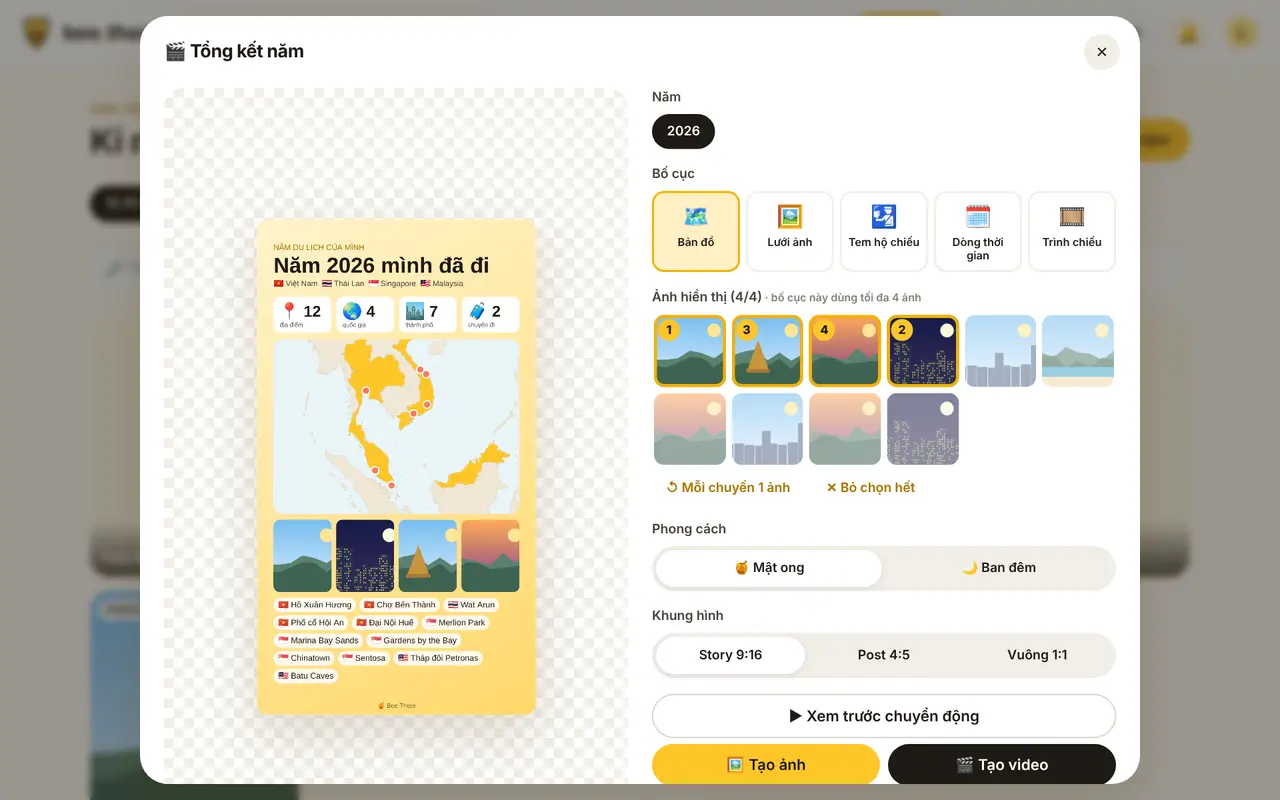 🎬 Tổng kết năm
✕
NĂM DU LỊCH CỦA MÌNH
Năm 2026 mình đã đi
🇻🇳 Việt Nam 🇹🇭 Thái Lan 🇸🇬 Singapore 🇲🇾 Malaysia
📍 12 🌏 4 🏙️ 7 🧳 2
địa điểm quốc gia thành phố chuyến đi
🇻🇳 Hồ Xuân Hương 🇻🇳 Chợ Bến Thành 🇹🇭 Wat Arun
🇻🇳 Phố cổ Hội An 🇻🇳 Đại Nội Huế 🇸🇬 Merlion Park
🇸🇬 Marina Bay Sands 🇸🇬 Gardens by the Bay
🇸🇬 Chinatown 🇸🇬 Sentosa 🇲🇾 Tháp đôi Petronas
🇲🇾 Batu Caves
🍯 Bee There
Năm
2026
Bố cục
Bản đồ
Lưới ảnh
Tem hộ chiếu
Dòng thời
gian
Trình chiếu
Ảnh hiển thị (4/4) · bố cục này dùng tối đa 4 ảnh
1 3 4 2
↺ Mỗi chuyến 1 ảnh ✕ Bỏ chọn hết
Phong cách
🍯 Mật ong 🌙 Ban đêm
Khung hình
Story 9:16 Post 4:5 Vuông 1:1
▶ Xem trước chuyển động
🖼️ Tạo ảnh 🎬 Tạo video